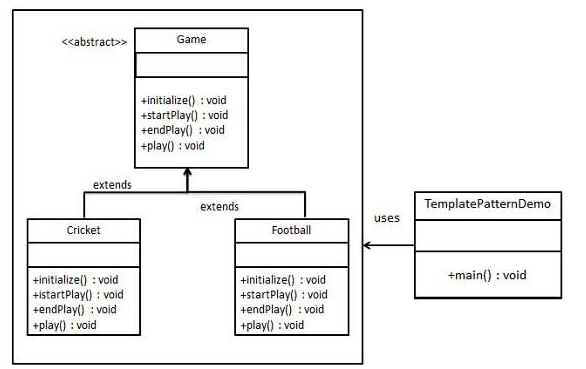 <<abstract>>
Game
+initialize() : void
+startPlay() : void
+endPlay() : void
+play() : void
extends
extends
Cricket
+initialize() : void
+istartPlay() : void
+endPlay() : void
+play() : void
Football
+initialize() : void
+startPlay() : void
+endPlay() : void
+play() : void
uses
TemplatePatternDemo
+main() : void